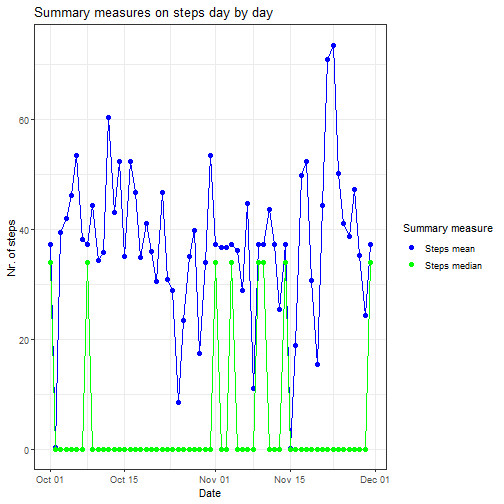 Summary measures on steps day by day
Nr. of steps
60
40
20
0
Oct 01
Oct 15
Nov 01
Nov 15
Dec 01
Date
Summary measure
Steps mean
Steps median